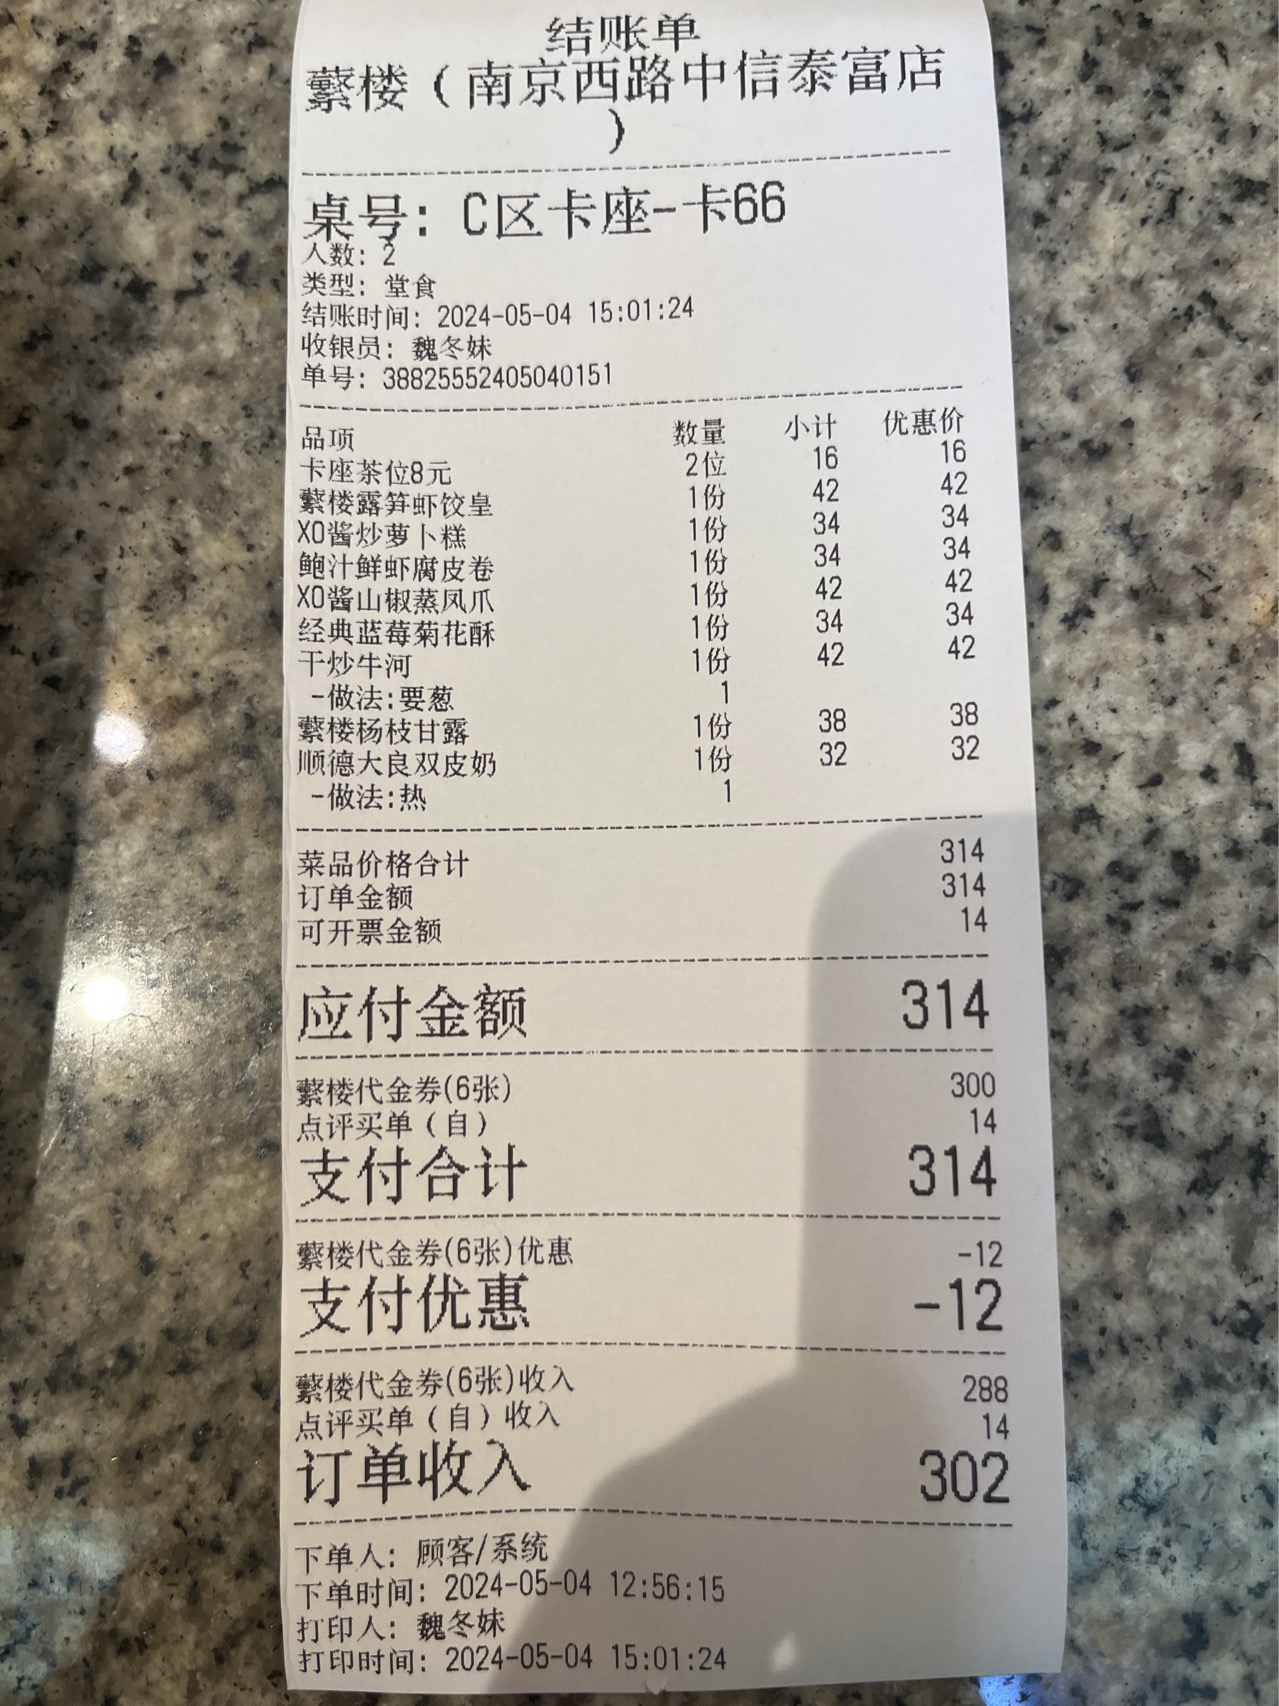 结账单
蘩楼（南京西路中信泰富店
）
桌号: C区卡座-卡66
人数: 2
类型: 堂食
结账时间: 2024-05-04 15:01:24
收银员: 魏冬妹
单号: 38825552405040151
品项 数量 小计 优惠价
卡座茶位8元 2位 16 16
蘩楼露笋虾饺皇 1份 42 42
XO酱炒萝卜糕 1份 34 34
鲍汁鲜虾腐皮卷 1份 34 34
XO酱山椒蒸凤爪 1份 42 42
经典蓝莓菊花酥 1份 34 34
干炒牛河 1份 42 42
-做法:要葱 1
蘩楼杨枝甘露 1份 38 38
顺德大良双皮奶 1份 32 32
-做法:热 1
菜品价格合计 314
订单金额 314
可开票金额 14
应付金额 314
蘩楼代金券(6张) 300
点评买单（自） 14
支付合计 314
蘩楼代金券(6张)优惠 -12
支付优惠 -12
蘩楼代金券(6张)收入 288
点评买单（自）收入 14
订单收入 302
下单人: 顾客/系统
下单时间: 2024-05-04 12:56:15
打印人: 魏冬妹
打印时间: 2024-05-04 15:01:24